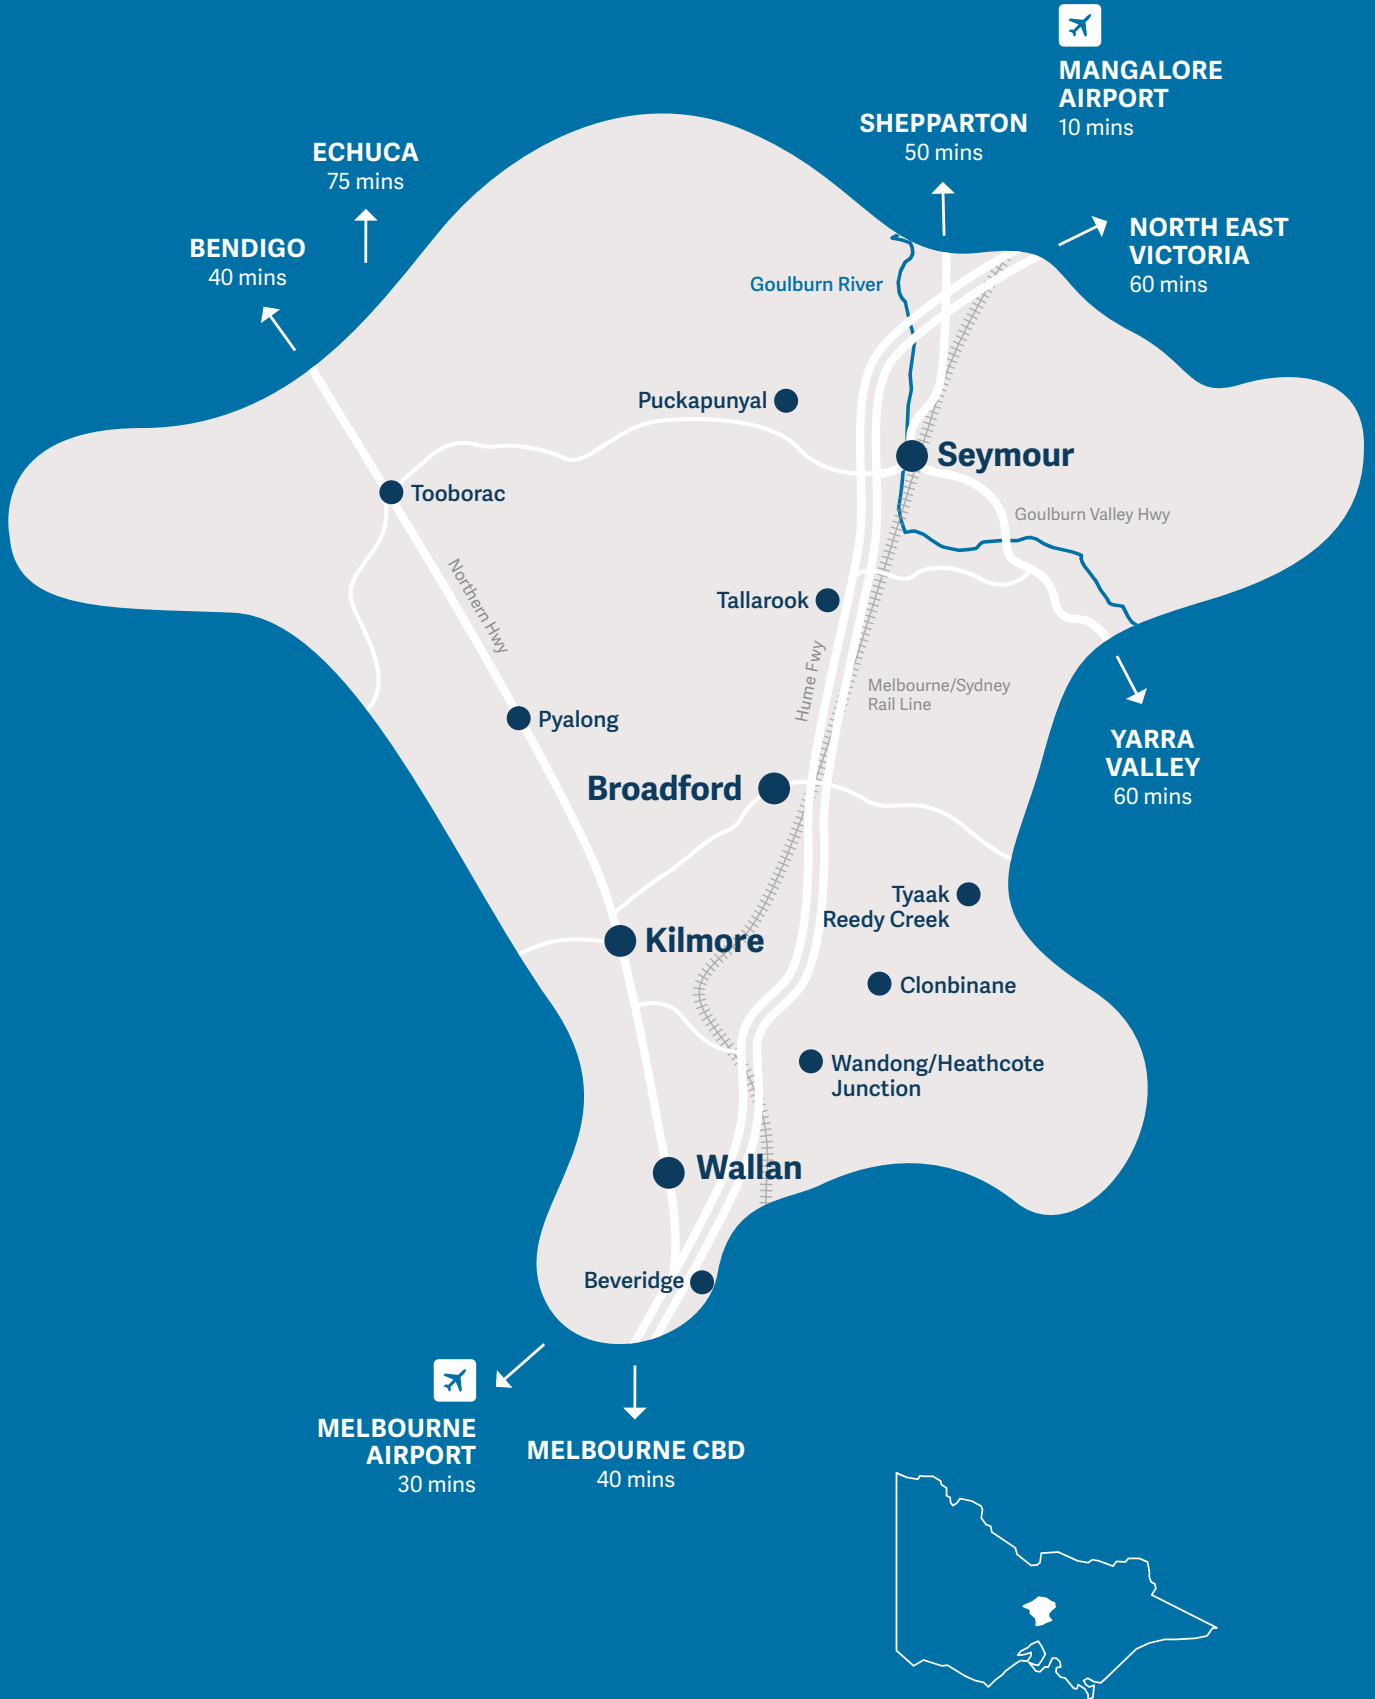 MANGALORE
AIRPORT
10 mins
SHEPPARTON
50 mins
ECHUCA
75 mins
BENDIGO
40 mins
NORTH EAST
VICTORIA
60 mins
Goulburn River
Puckapunyal
Seymour
Tooborac
Goulburn Valley Hwy
Northern Hwy
Tallarook
Hume Fwy
Melbourne/Sydney
Rail Line
Pyalong
YARRA
VALLEY
60 mins
Broadford
Tyaak
Reedy Creek
Kilmore
Clonbinane
Wandong/Heathcote
Junction
Wallan
Beveridge
MELBOURNE
AIRPORT
30 mins
MELBOURNE CBD
40 mins